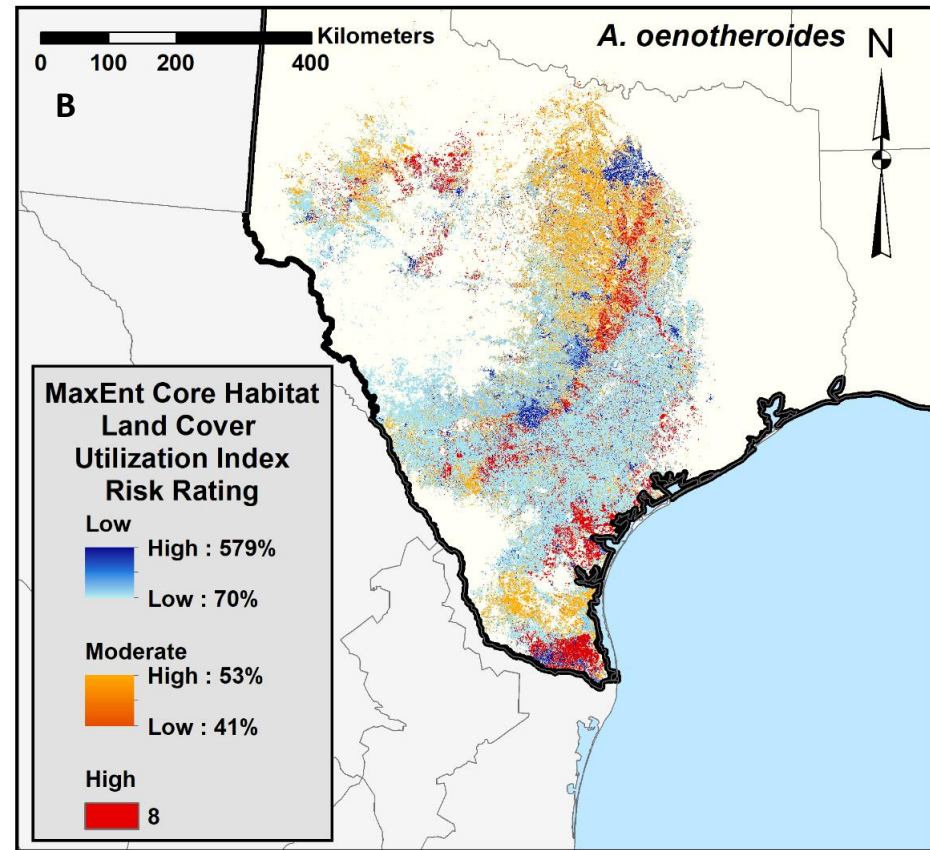 Kilometers
0 100 200 400
A. oenotheroides
N
B
MaxEnt Core Habitat
Land Cover
Utilization Index
Risk Rating
Low
High : 579%
Low : 70%
Moderate
High : 53%
Low : 41%
High
8